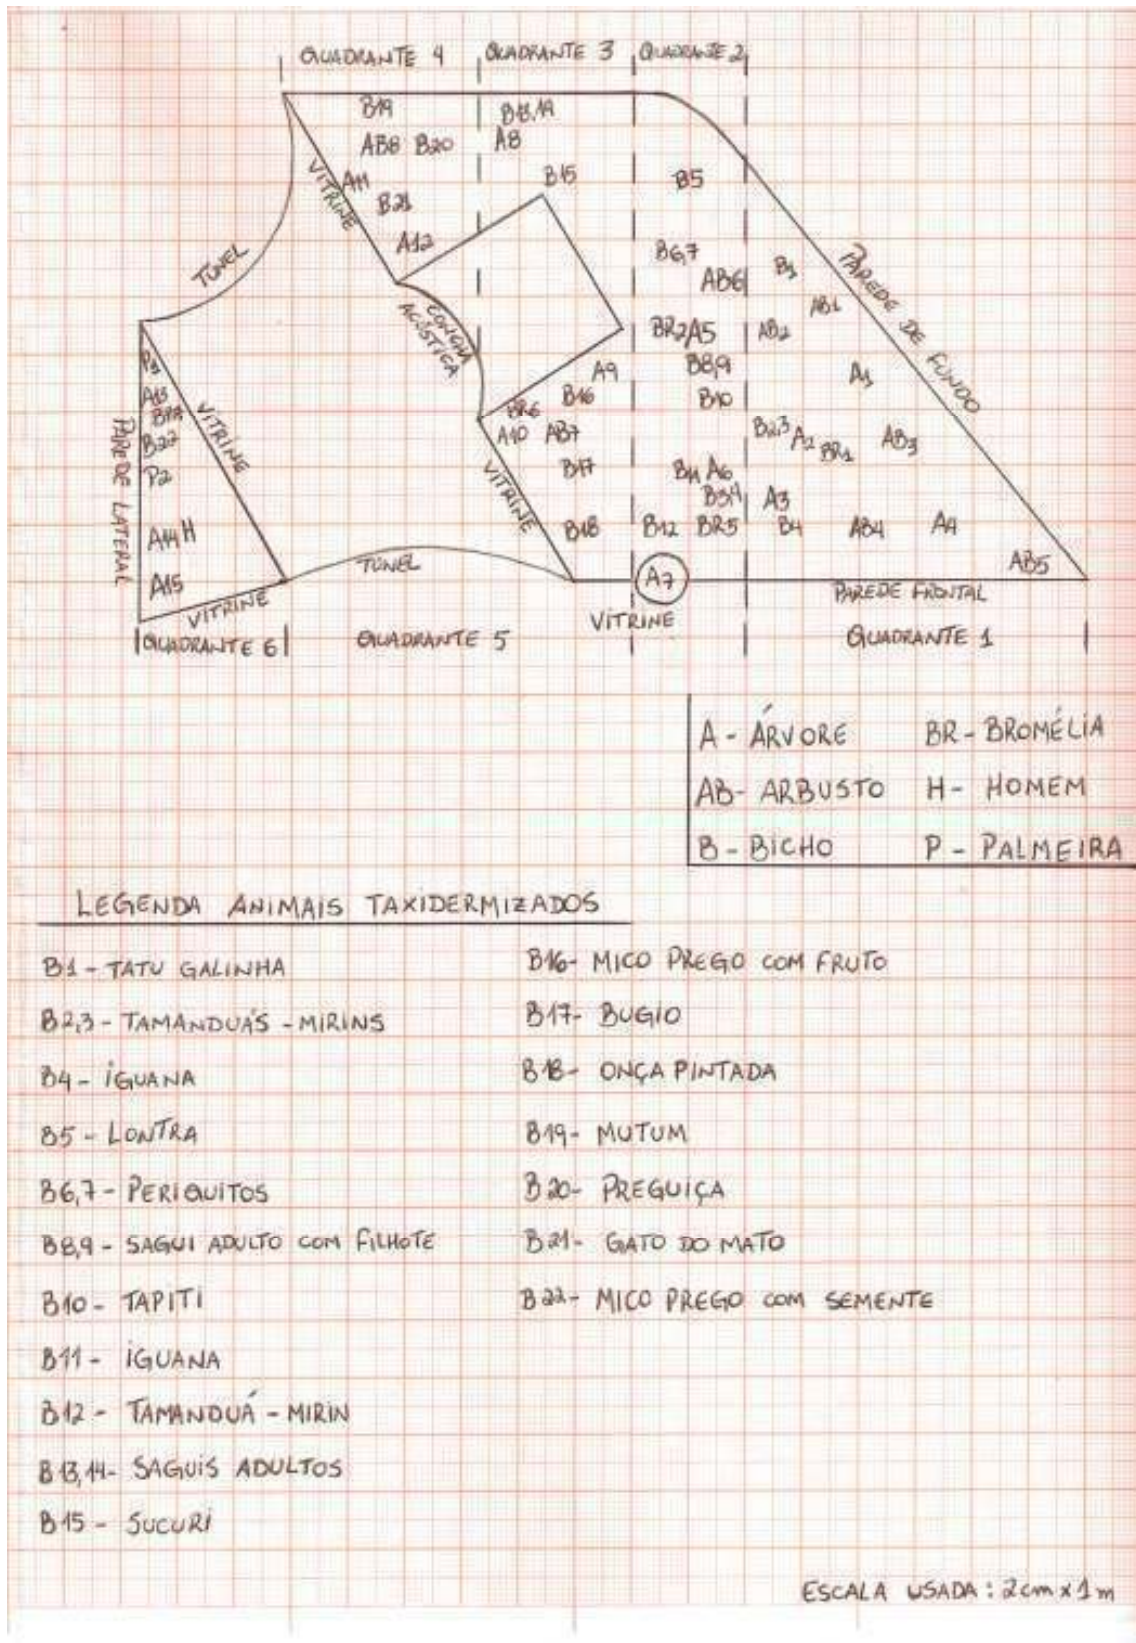 QUADRANTE 4 QUADRANTE 3 QUADRANTE 2
B19 B13,14
AB8 B20 A8
A11 B15 B5
VITRINE B21
A12 B6,7
TÚNEL AB6 B1 PAREDE DE FUNDO
AB1
CONCHA ACÚSTICA BR2 A5 AB2
P1 A9 B8,9 A1
A13 B16 B10
BR6
A10 AB7 B2,3 A2 BR1 AB3
B22 VITRINE
P2 B17 B11 A6
PAREDE LATERAL VITRINE B3,4 A3
A14 H B18 B12 BR5 B4 AB4 A4
TÚNEL AB5
A15 A7
VITRINE VITRINE PAREDE FRONTAL
QUADRANTE 6 QUADRANTE 5 QUADRANTE 1
A - ÁRVORE BR - BROMÉLIA
AB - ARBUSTO H - HOMEM
B - BICHO P - PALMEIRA
LEGENDA ANIMAIS TAXIDERMIZADOS
B1 - TATU GALINHA
B2,3 - TAMANDUÁS - MIRINS
B4 - IGUANA
B5 - LONTRA
B6,7 - PERIQUITOS
B8,9 - SAGUI ADULTO COM FILHOTE
B10 - TAPITI
B11 - IGUANA
B12 - TAMANDUÁ - MIRIN
B13,14 - SAGUIS ADULTOS
B15 - SUCURI
B16 - MICO PREGO COM FRUTO
B17 - BUGIO
B18 - ONÇA PINTADA
B19 - MUTUM
B20 - PREGUIÇA
B21 - GATO DO MATO
B22 - MICO PREGO COM SEMENTE
ESCALA USADA: 2cm x 1m